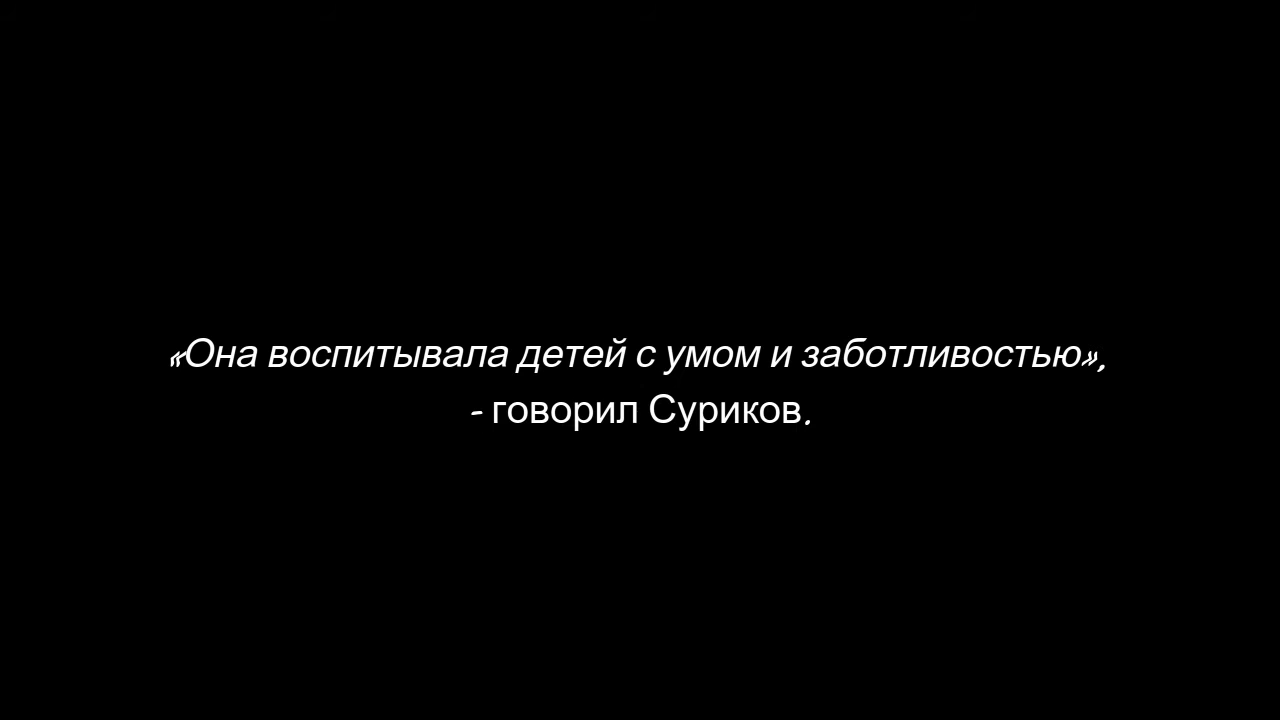 «Она воспитывала детей с умом и заботливостью»,
- говорил Суриков.